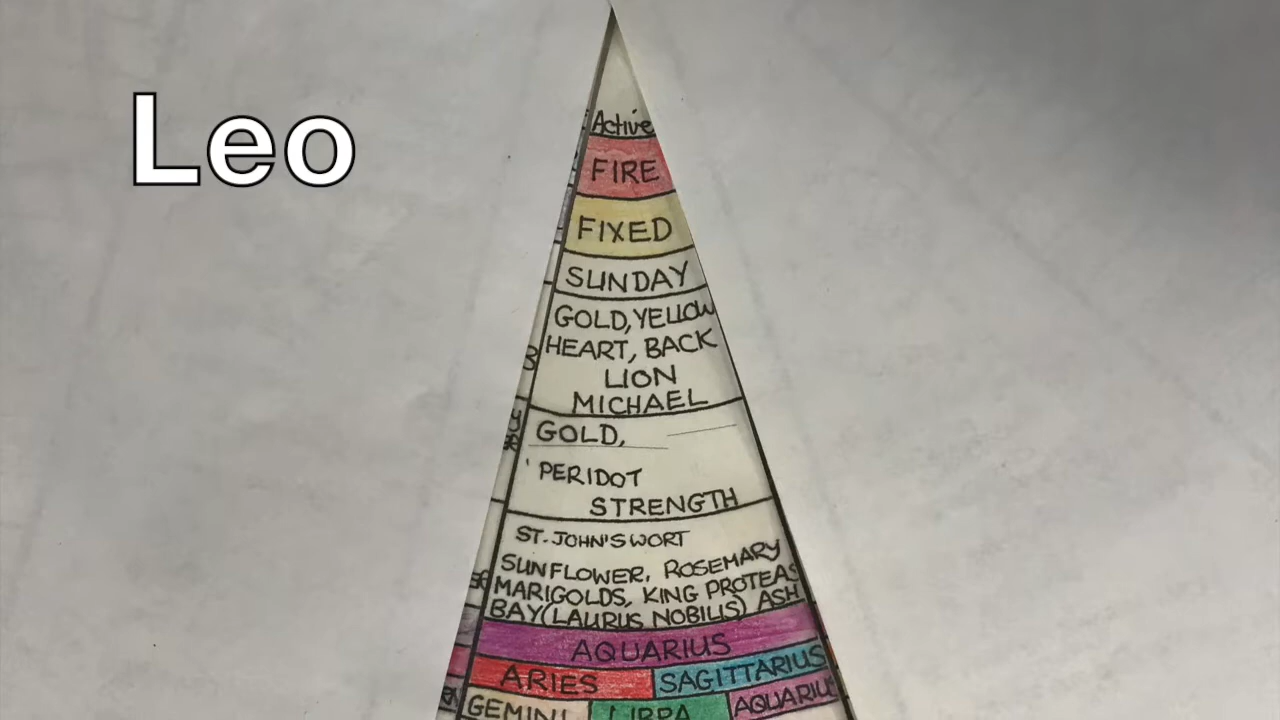 Leo
Active
FIRE
FIXED
SUNDAY
GOLD, YELLOW
HEART, BACK
LION
MICHAEL
GOLD,
PERIDOT
STRENGTH
ST. JOHN'S WORT
SUNFLOWER, ROSEMARY
MARIGOLDS, KING PROTEAS
BAY (LAURUS NOBILIS) ASH
AQUARIUS
ARIES SAGITTARIUS
GEMINI LIBRA AQUARIUS